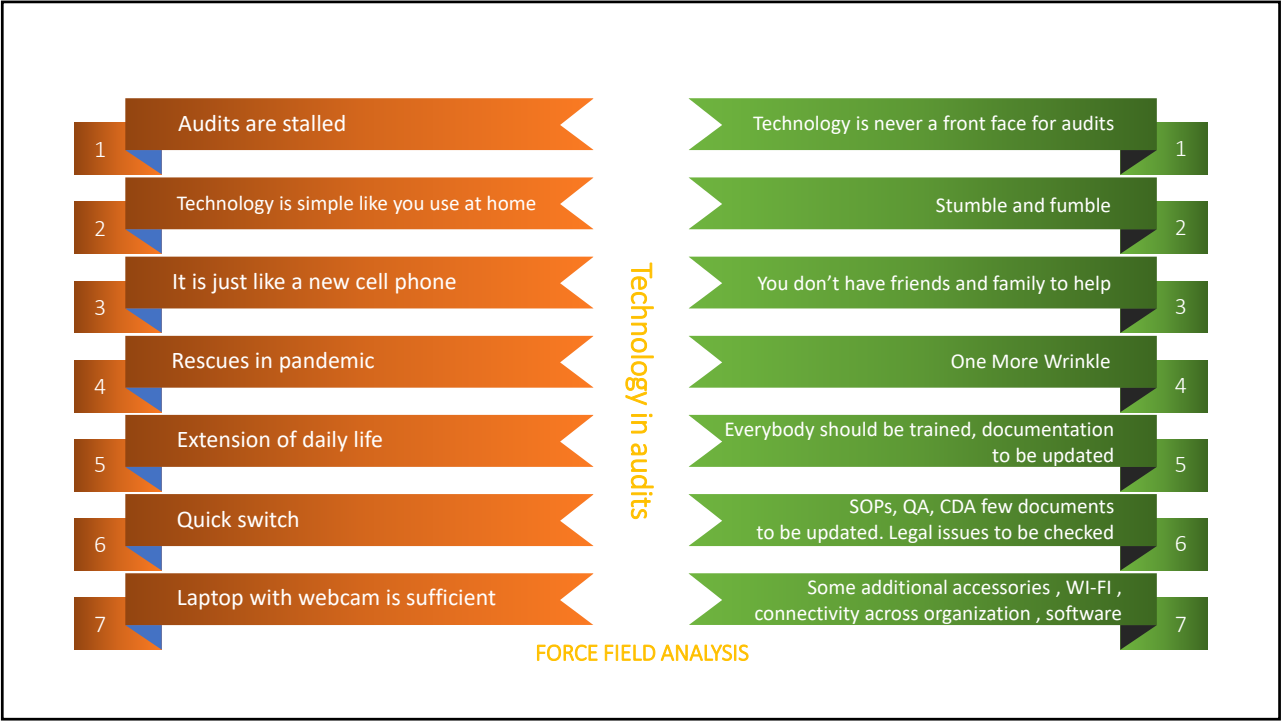 Audits are stalled
1
Technology is simple like you use at home
2
It is just like a new cell phone
3
Rescues in pandemic
4
Extension of daily life
5
Quick switch
6
Laptop with webcam is sufficient
7
Technology in audits
Technology is never a front face for audits
1
Stumble and fumble
2
You don’t have friends and family to help
3
One More Wrinkle
4
Everybody should be trained, documentation
to be updated
5
SOPs, QA, CDA few documents
to be updated. Legal issues to be checked
6
Some additional accessories , WI-FI ,
connectivity across organization , software
7
FORCE FIELD ANALYSIS